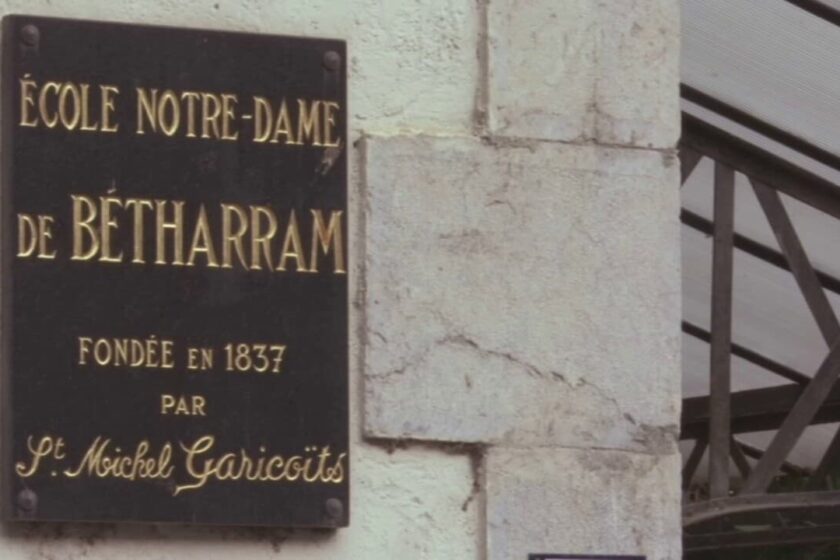 ÉCOLE NOTRE-DAME
DE BÉTHARRAM
FONDÉE EN 1837
PAR
St Michel Garicoïts